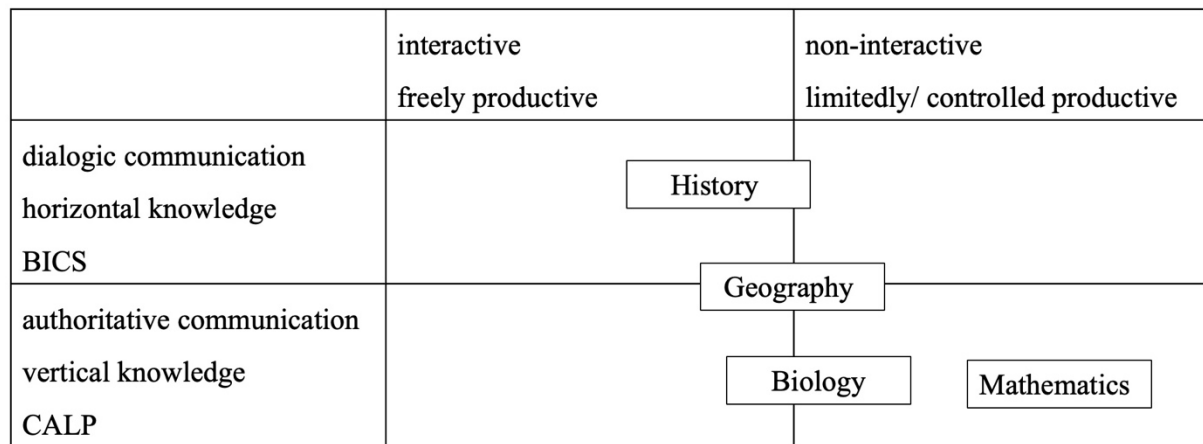 interactive
freely productive
non-interactive
limitedly/ controlled productive
dialogic communication
horizontal knowledge
BICS
History
Geography
authoritative communication
vertical knowledge
CALP
Biology
Mathematics